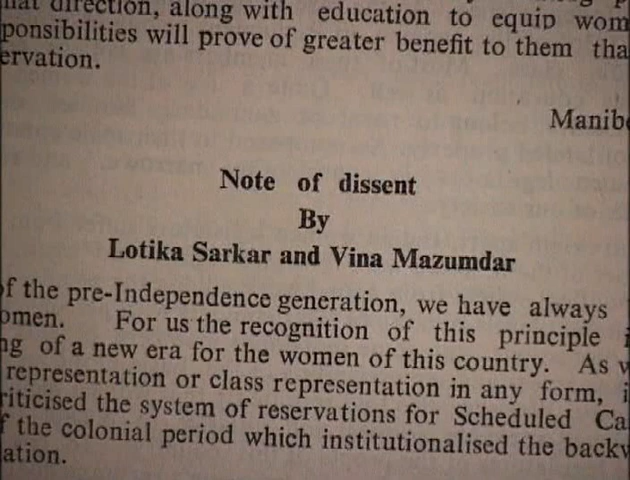 direction, along with education to equip wom
ponsibilities will prove of greater benefit to them tha
ervation.
Manib
Note of dissent
By
Lotika Sarkar and Vina Mazumdar
of the pre-Independence generation, we have always
omen. For us the recognition of this principle i
ng of a new era for the women of this country. As w
representation or class representation in any form, i
riticised the system of reservations for Scheduled Ca
f the colonial period which institutionalised the backw
ation.